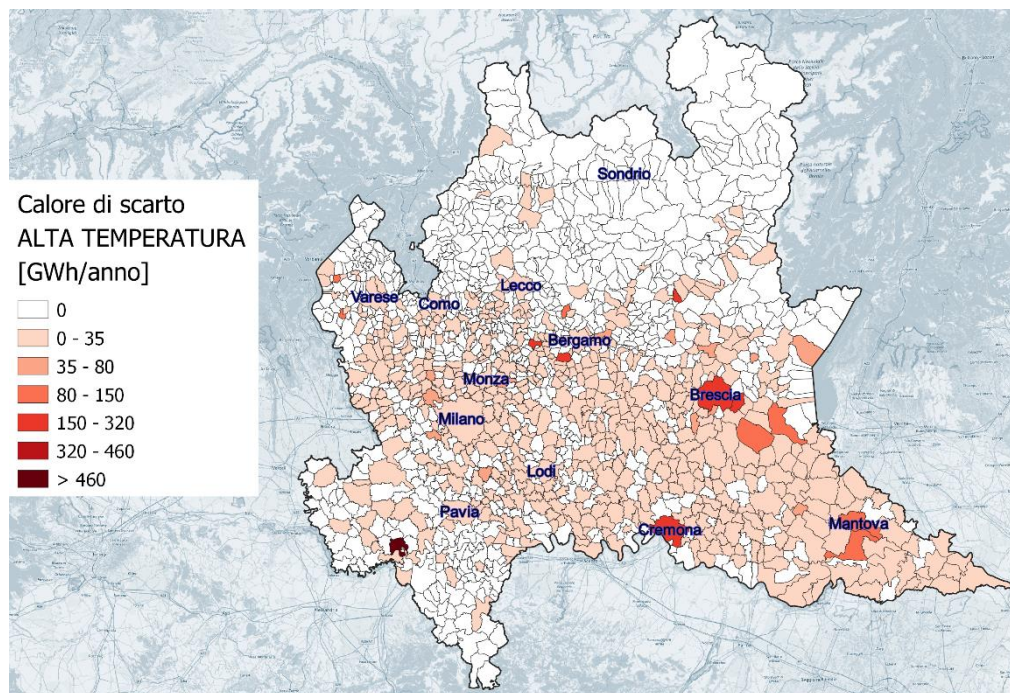 Calore di scarto
ALTA TEMPERATURA
[GWh/anno]
0
0 - 35
35 - 80
80 - 150
150 - 320
320 - 460
> 460
Sondrio
Varese
Como
Lecco
Bergamo
Monza
Brescia
Milano
Lodi
Pavia
Cremona
Mantova